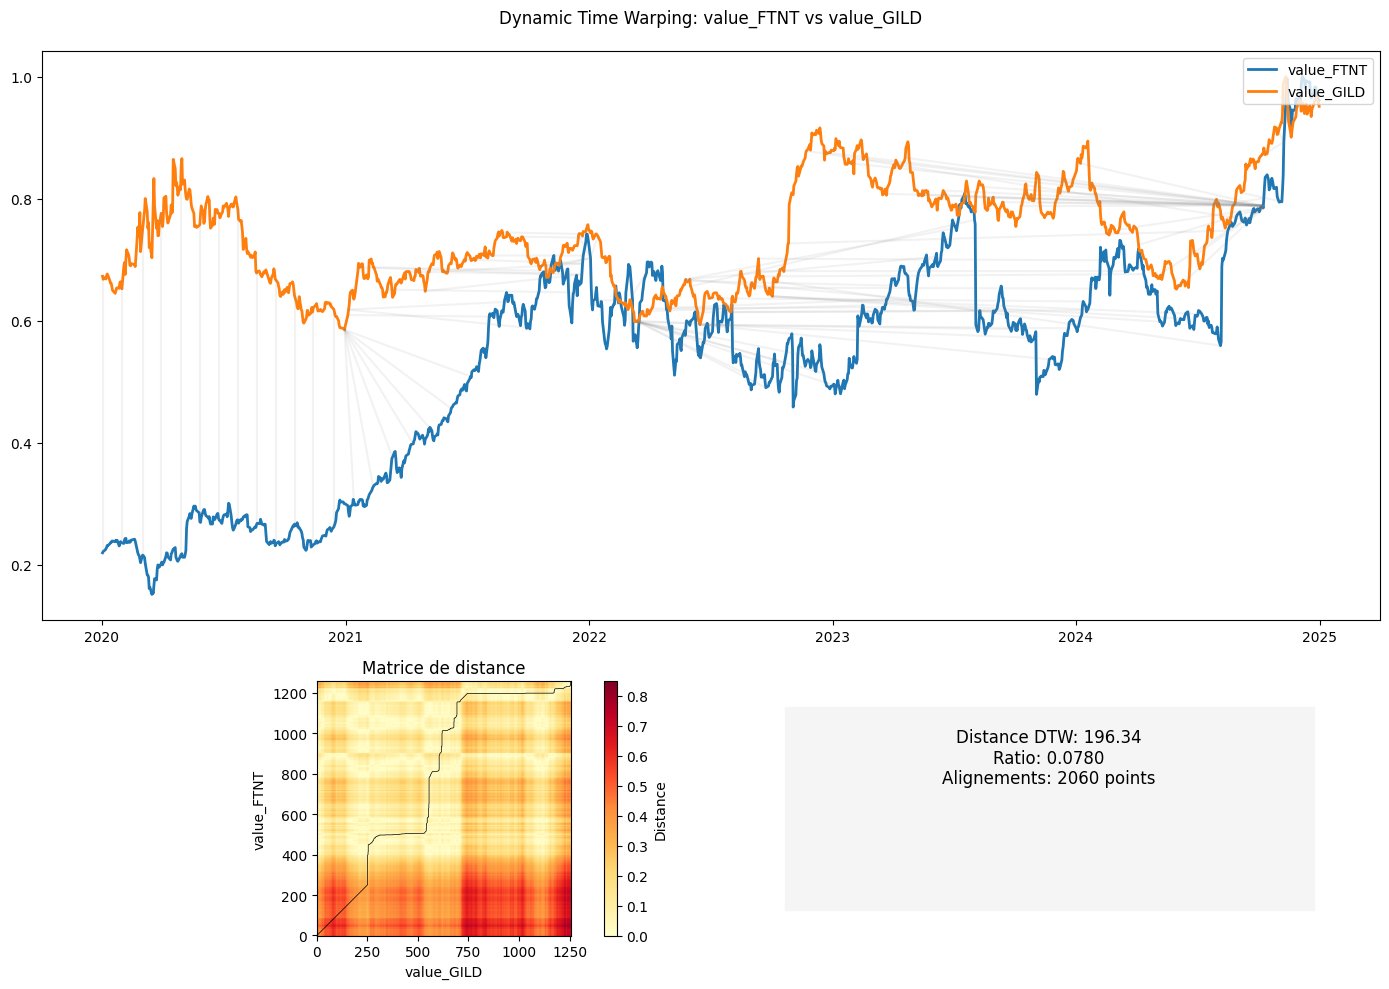 Dynamic Time Warping: value_FTNT vs value_GILD
value_FTNT
value_GILD
1.0
0.8
0.6
0.4
0.2
2020 2021 2022 2023 2024 2025
Matrice de distance
value_FTNT
1200
1000
800
600
400
200
0
0 250 500 750 1000 1250
value_GILD
0.8
0.7
0.6
0.5
0.4
0.3
0.2
0.1
0.0
Distance
Distance DTW: 196.34
Ratio: 0.0780
Alignements: 2060 points